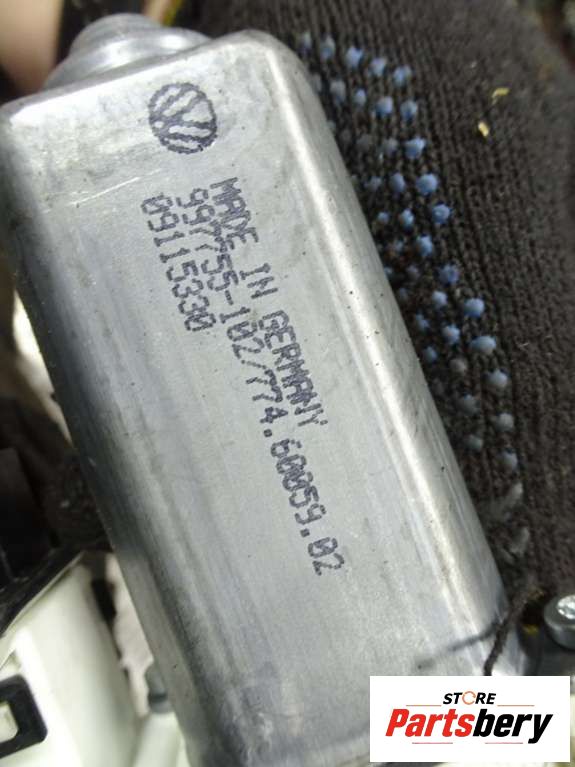 MADE IN GERMANY
997755-102/774.60059.02
09115330
STORE
Partsbery